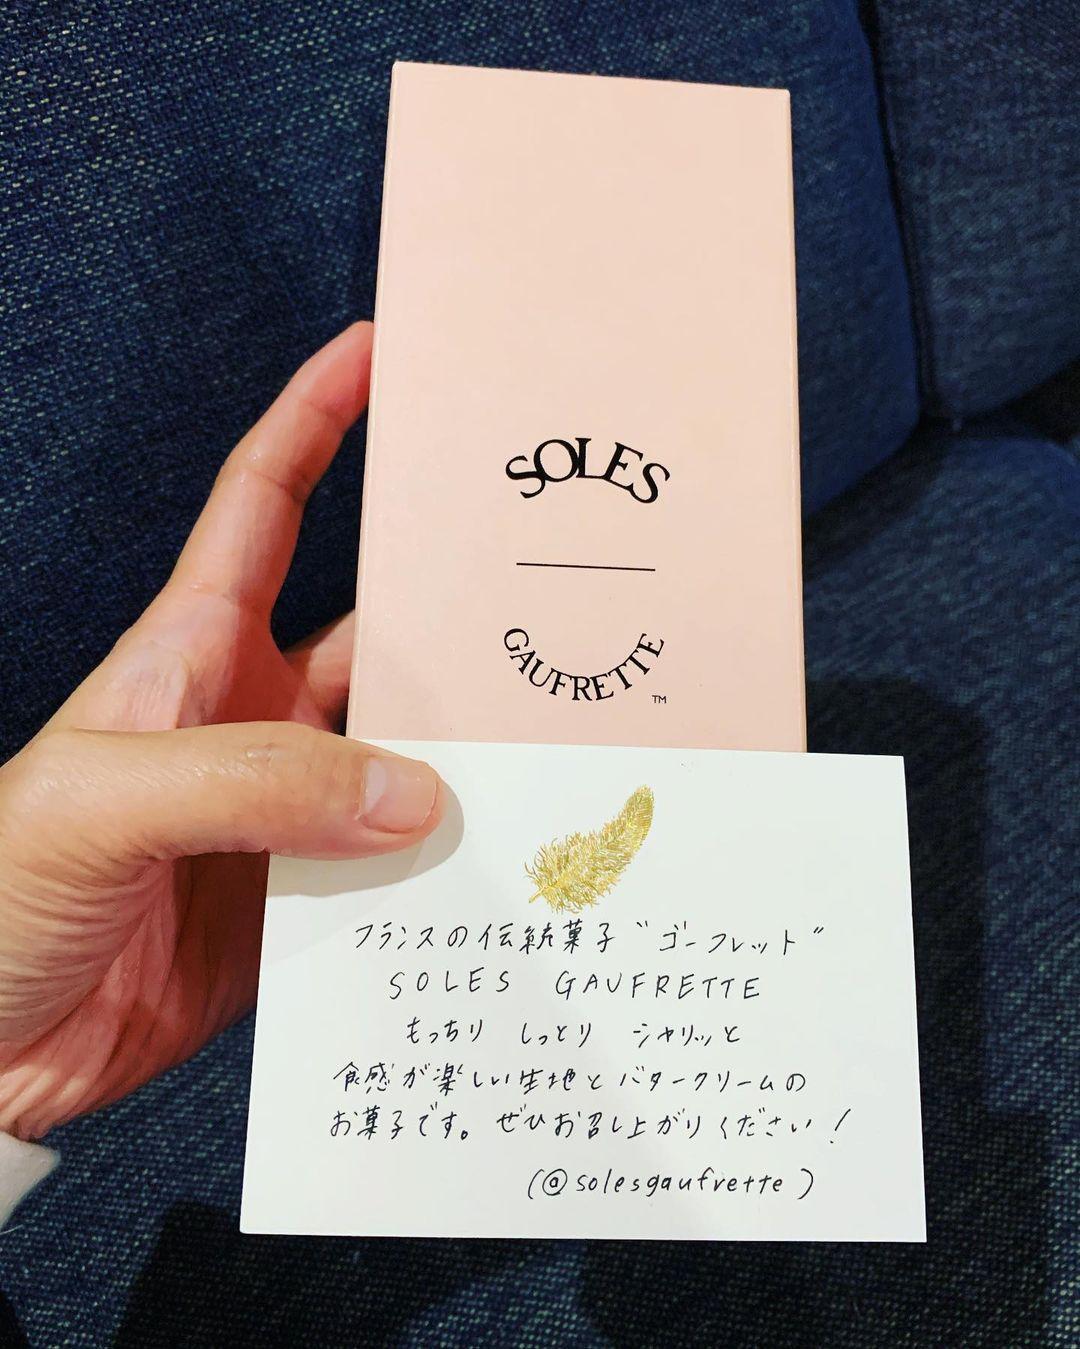 SOLES
GAUFRETTE
TM
フランスの伝統菓子"ゴーフレット"
SOLES GAUFRETTE
もっちり しっとり シャリッと
食感が楽しい生地とバタークリームの
お菓子です。ぜひお召し上がりください!
(@solesgaufrette)